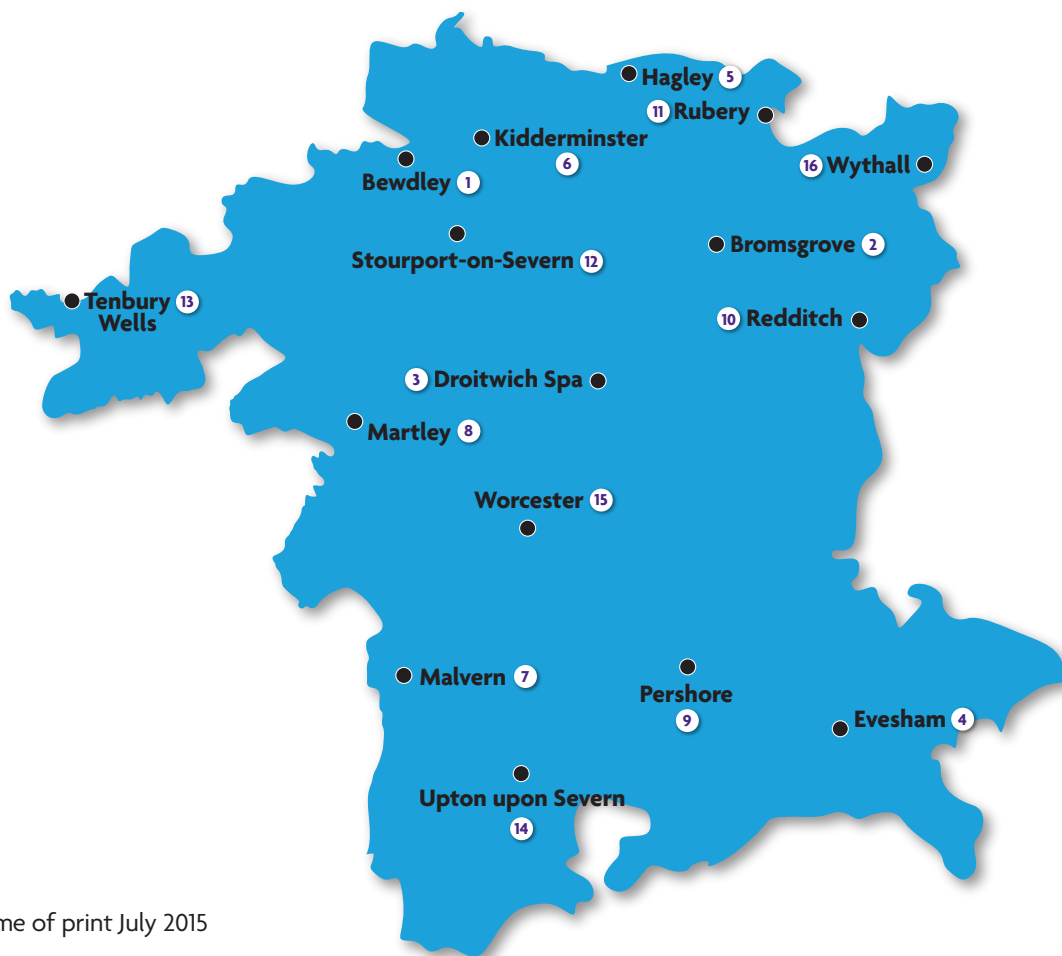 Hagley 5
11 Rubery
Kidderminster
6
16 Wythall
Bewdley 1
Bromsgrove 2
Stourport-on-Severn 12
Tenbury 13
Wells
10 Redditch
3 Droitwich Spa
Martley 8
Worcester 15
Malvern 7
Pershore
9
Evesham 4
Upton upon Severn
14
me of print July 2015